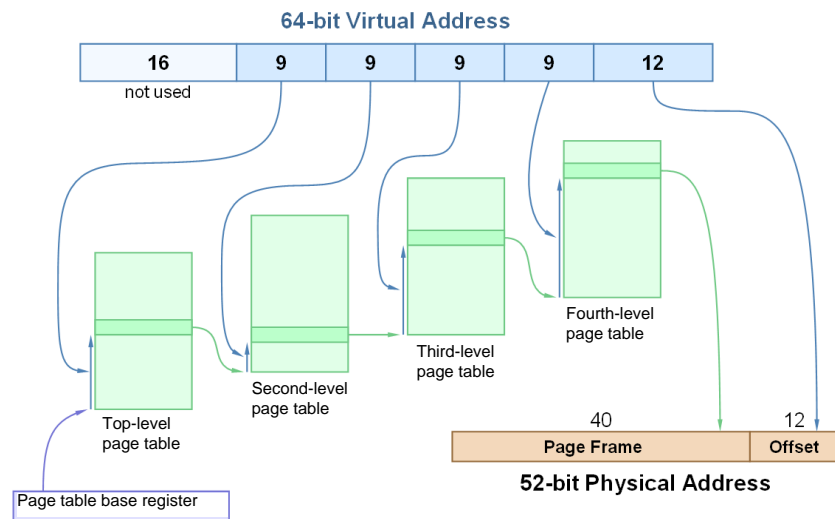 64-bit Virtual Address
16 9 9 9 9 12
not used
Fourth-level
page table
Third-level
page table
Second-level
page table
Top-level
page table
40 12
Page Frame Offset
52-bit Physical Address
Page table base register